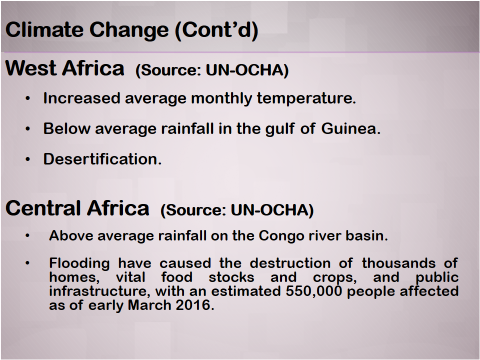 Climate Change (Cont’d)
West Africa (Source: UN-OCHA)
• Increased average monthly temperature.
• Below average rainfall in the gulf of Guinea.
• Desertification.
Central Africa (Source: UN-OCHA)
• Above average rainfall on the Congo river basin.
• Flooding have caused the destruction of thousands of
homes, vital food stocks and crops, and public
infrastructure, with an estimated 550,000 people affected
as of early March 2016.